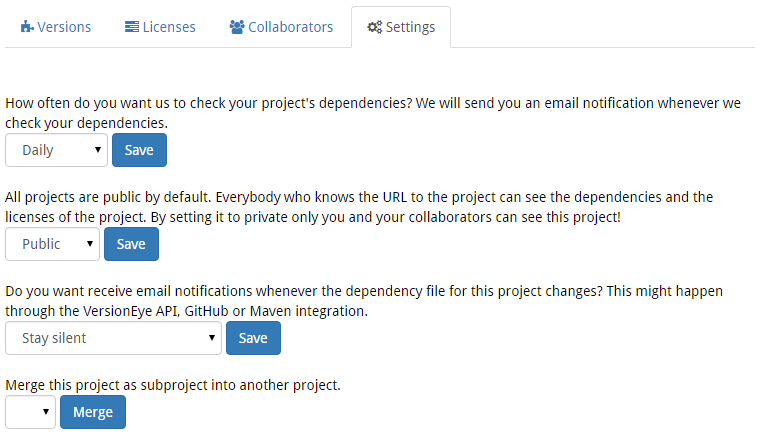 Versions Licenses Collaborators Settings
How often do you want us to check your project's dependencies? We will send you an email notification whenever we
check your dependencies.
Daily Save
All projects are public by default. Everybody who knows the URL to the project can see the dependencies and the
licenses of the project. By setting it to private only you and your collaborators can see this project!
Public Save
Do you want receive email notifications whenever the dependency file for this project changes? This might happen
through the VersionEye API, GitHub or Maven integration.
Stay silent Save
Merge this project as subproject into another project.
Merge